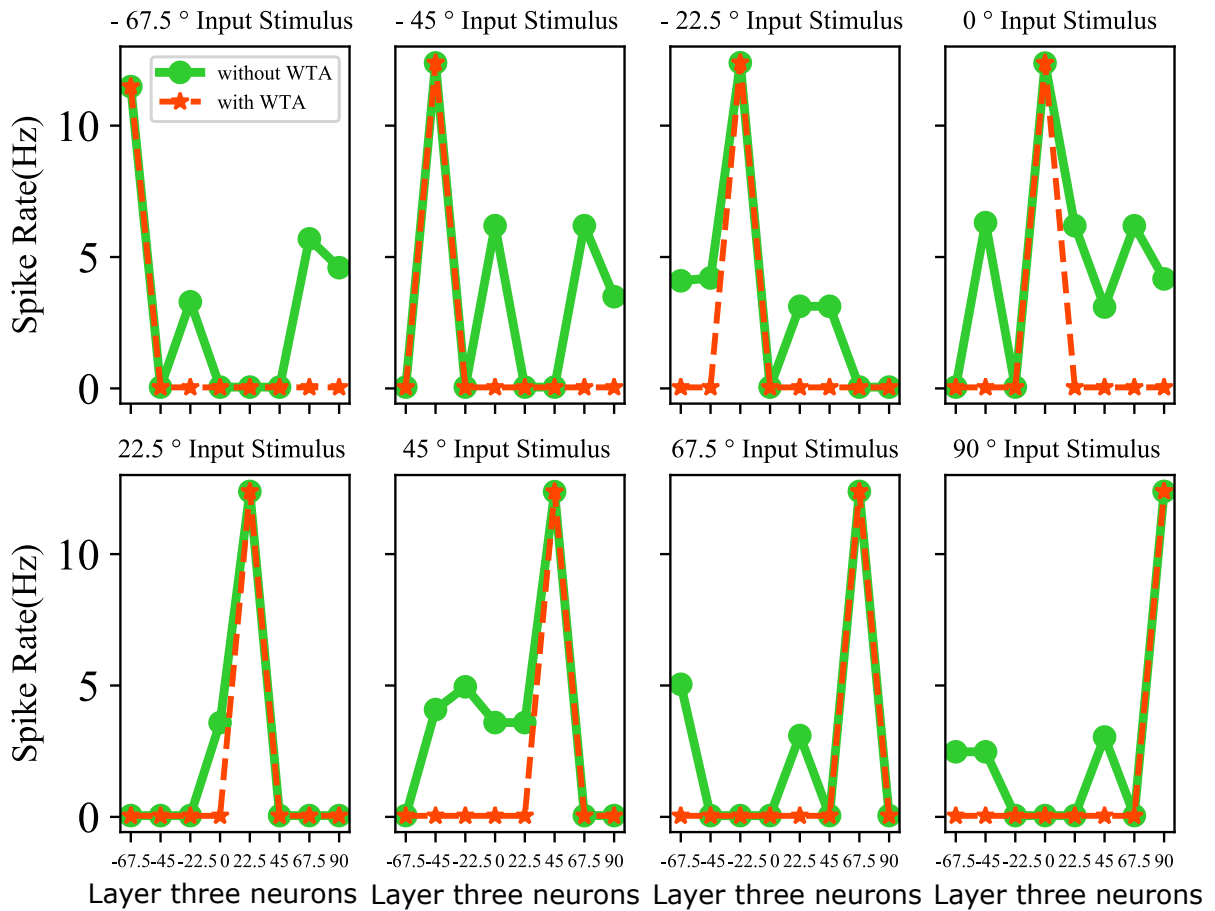 - 67.5 ° Input Stimulus
- 45 ° Input Stimulus
- 22.5 ° Input Stimulus
0 ° Input Stimulus
without WTA
with WTA
Spike Rate(Hz)
10
5
0
22.5 ° Input Stimulus
45 ° Input Stimulus
67.5 ° Input Stimulus
90 ° Input Stimulus
Spike Rate(Hz)
10
5
0
-67.5 -45 -22.5 0 22.5 45 67.5 90
-67.5 -45 -22.5 0 22.5 45 67.5 90
-67.5 -45 -22.5 0 22.5 45 67.5 90
-67.5 -45 -22.5 0 22.5 45 67.5 90
Layer three neurons
Layer three neurons
Layer three neurons
Layer three neurons